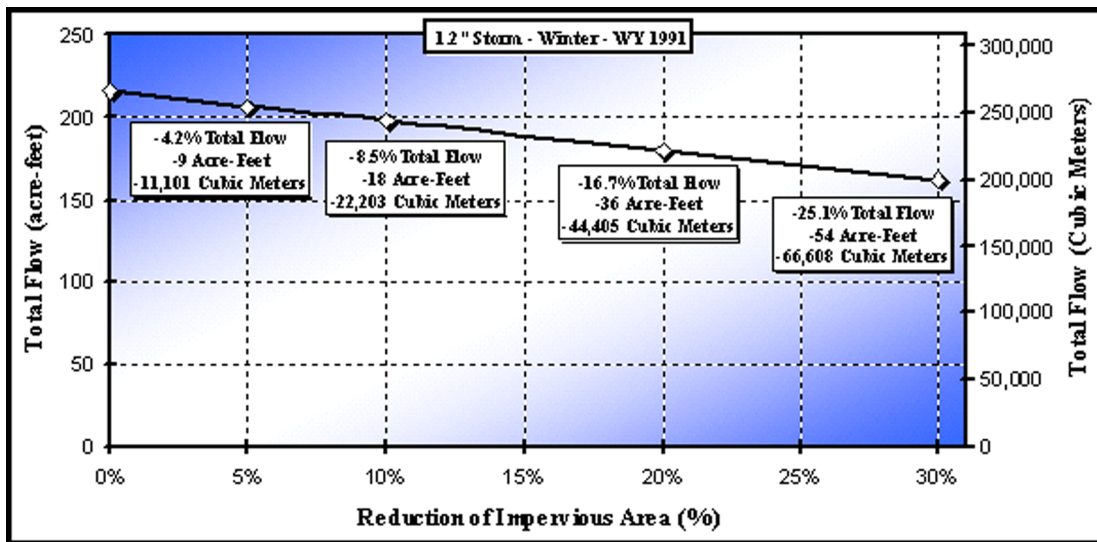 1.2" Storm - Winter - WY 1991
250
200
150
100
50
0
Total Flow (acre-feet)
300,000
250,000
200,000
150,000
100,000
50,000
0
Total Flow (Cubic Meters)
-4.2% Total Flow
-9 Acre-Feet
-11,101 Cubic Meters
-8.5% Total Flow
-18 Acre-Feet
-22,203 Cubic Meters
-16.7% Total Flow
-36 Acre-Feet
-44,405 Cubic Meters
-25.1% Total Flow
-54 Acre-Feet
-66,608 Cubic Meters
0% 5% 10% 15% 20% 25% 30%
Reduction of Impervious Area (%)